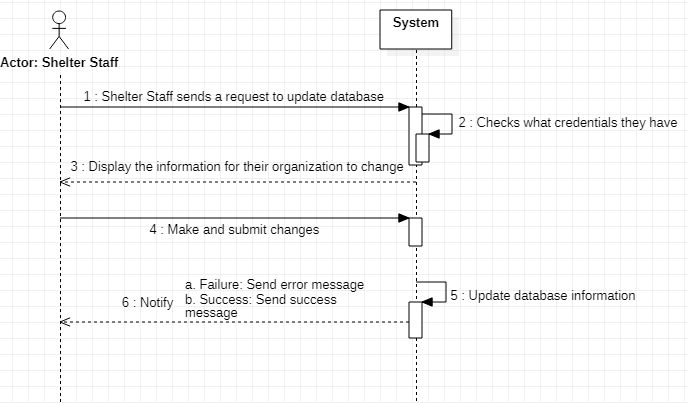 System
Actor: Shelter Staff
1 : Shelter Staff sends a request to update database
2 : Checks what credentials they have
3 : Display the information for their organization to change
4 : Make and submit changes
a. Failure: Send error message
5 : Update database information
6 : Notify b. Success: Send success
message